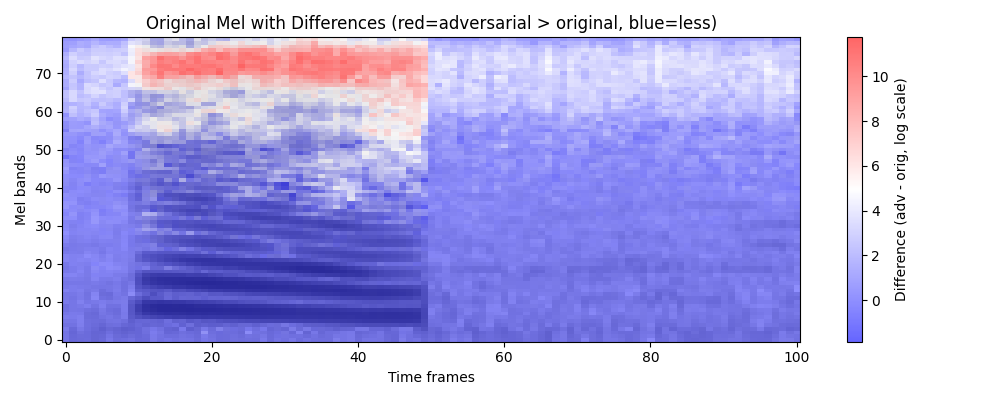 Original Mel with Differences (red=adversarial > original, blue=less)
70
60
50
40
30
20
10
0
Mel bands
0 20 40 60 80 100
Time frames
10
8
6
4
2
0
Difference (adv - orig, log scale)